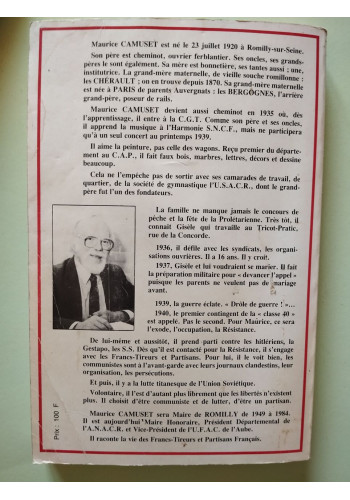 Maurice CAMUSET est né le 23 juillet 1920 à Romilly-sur-Seine.
Son père est cheminot, ouvrier ferblantier. Ses oncles, ses grands-
pères le sont également. Sa mère est bonnetière, ses tantes aussi ; une,
institutrice. La grand-mère maternelle, de vieille souche romillonne :
les CHÉRAULT ; on en trouve depuis 1870. Sa grand-mère maternelle
est née à PARIS de parents Auvergnats : les BERGÖGNES, l'arrière
grand-père, poseur de rails.
Maurice CAMUSET devient aussi cheminot en 1935 où, dès
l'apprentissage, il entre à la C.G.T. Comme son père et ses oncles,
il apprend la musique à l'Harmonie S.N.C.F., mais ne participera
qu'à un seul concert au printemps 1939.
Il aime la peinture, pas celle des wagons. Reçu premier du départe-
ment au C.A.P., il fait faux bois, marbres, lettres, décors et dessine
beaucoup.
Cela ne l'empêche pas de sortir avec ses camarades de travail, de
quartier, de la société de gymnastique l'U.S.A.C.R., dont le grand-
père fut l'un des fondateurs.
La famille ne manque jamais le concours de
pêche et la fête de la Prolétarienne. Très tôt, il
connait Gisèle qui travaille au Tricot-Pratic,
rue de la Concorde.
1936, il défile avec les syndicats, les organi-
sations ouvrières. Il a 16 ans. Il y croit.
1937, Gisèle et lui voudraient se marier. Il fait
la préparation militaire pour « devancer l'appel »
puisque les parents ne veulent pas de mariage
avant.
1939, la guerre éclate. « Drôle de guerre ! »...
1940, le premier contingent de la « classe 40 »
est appelé. Pas le second. Pour Maurice, ce sera
l'exode, l'occupation, la Résistance.
De lui-même et aussitôt, il prend parti contre les hitlériens, la
Gestapo, les S.S. Dès qu'il est contacté pour la Résistance, il s'engage
avec les Francs-Tireurs et Partisans. Pour lui, il le voit bien, les
communistes sont à l'avant-garde avec leurs journaux clandestins, leur
organisation, les persécutions.
Et puis, il y a la lutte titanesque de l'Union Soviétique.
Volontaire, il l'est d'autant plus librement que les libertés n'existent
plus. Il choisit d'être communiste et de lutter, d'être un partisan.
Maurice CAMUSET sera Maire de ROMILLY de 1949 à 1984.
Il est aujourd'hui Maire Honoraire, Président Départemental de
l'A.N.A.C.R. et Vice-Président de l'U.F.A.C. de l'Aube.
Il raconte la vie des Francs-Tireurs et Partisans Français.
Prix : 100 F